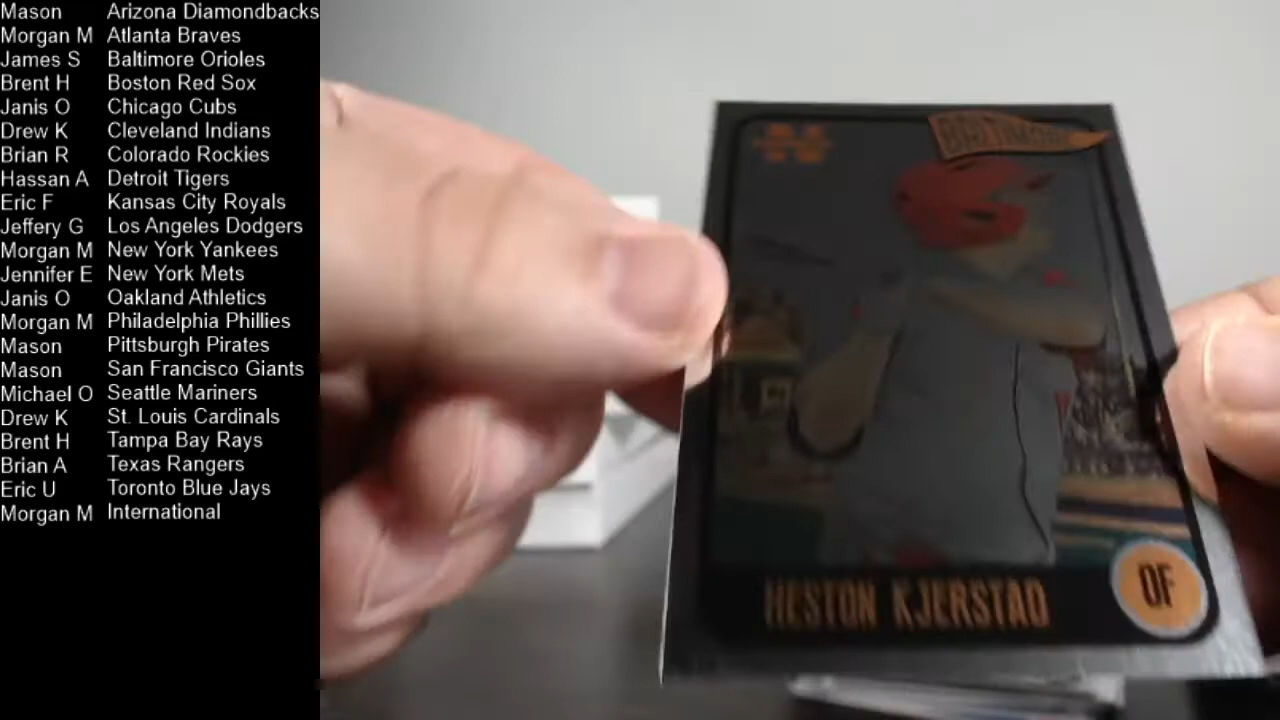 Mason Arizona Diamondbacks
Morgan M Atlanta Braves
James S Baltimore Orioles
Brent H Boston Red Sox
Janis O Chicago Cubs
Drew K Cleveland Indians
Brian R Colorado Rockies
Hassan A Detroit Tigers
Eric F Kansas City Royals
Jeffery G Los Angeles Dodgers
Morgan M New York Yankees
Jennifer E New York Mets
Janis O Oakland Athletics
Morgan M Philadelphia Phillies
Mason Pittsburgh Pirates
Mason San Francisco Giants
Michael O Seattle Mariners
Drew K St. Louis Cardinals
Brent H Tampa Bay Rays
Brian A Texas Rangers
Eric U Toronto Blue Jays
Morgan M International
BALTIMORE
HESTON KJERSTAD
OF